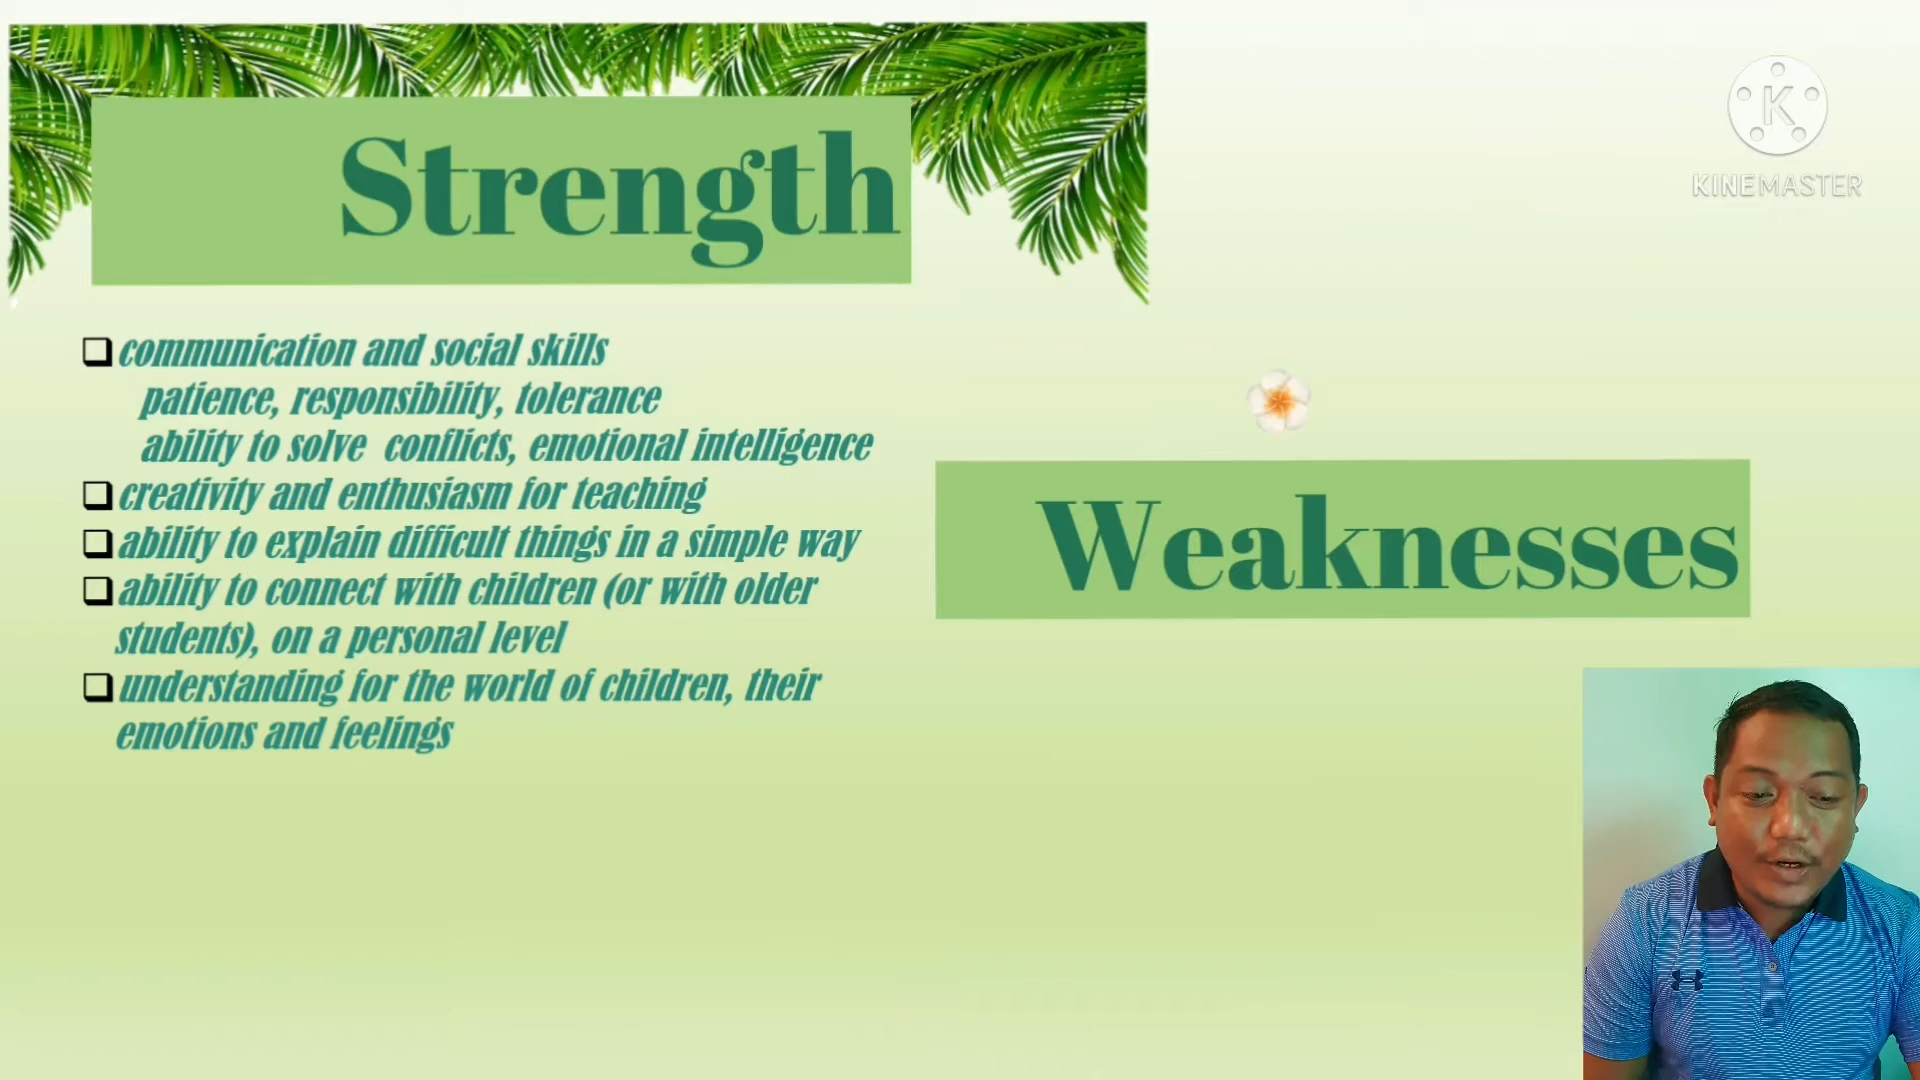 Strength
communication and social skills
patience, responsibility, tolerance
ability to solve conflicts, emotional intelligence
creativity and enthusiasm for teaching
ability to explain difficult things in a simple way
ability to connect with children (or with older
students), on a personal level
understanding for the world of children, their
emotions and feelings
Weaknesses
K
KINEMASTER